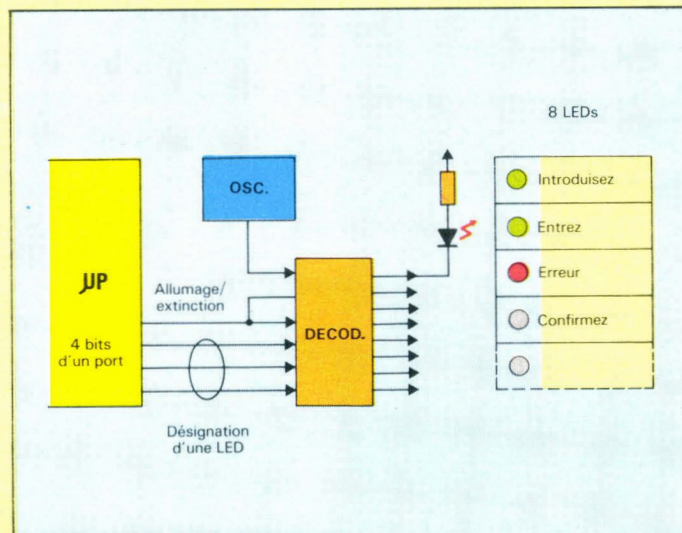 8 LEDs
OSC.
µP
4 bits
d'un port
Allumage/
extinction
DECOD.
Désignation
d'une LED
Introduisez
Entrez
Erreur
Confirmez